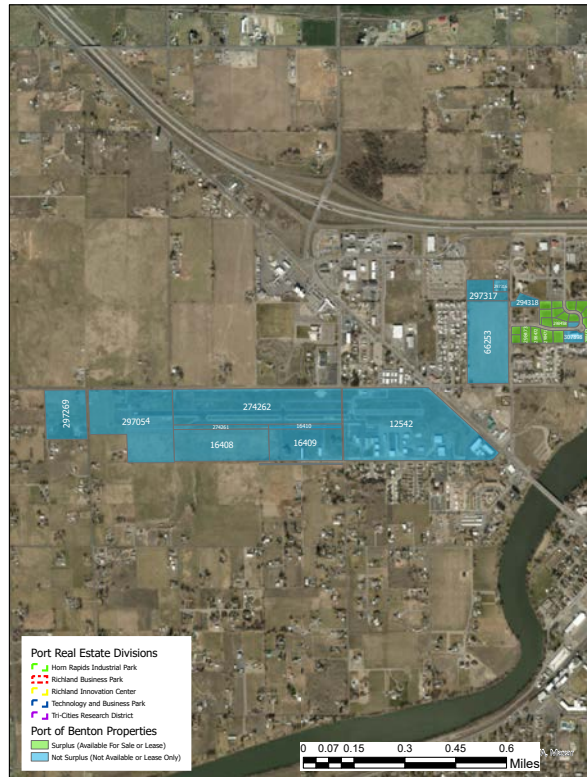 297317
294318
66253
297269
297054
274262
274261
16410
16408
16409
12542
Port Real Estate Divisions
Horn Rapids Industrial Park
Richland Business Park
Richland Innovation Center
Technology and Business Park
Tri-Cities Research District
Port of Benton Properties
Surplus (Available For Sale or Lease)
Not Surplus (Not Available or Lease Only)
0 0.07 0.15 0.3 0.45 0.6
Miles